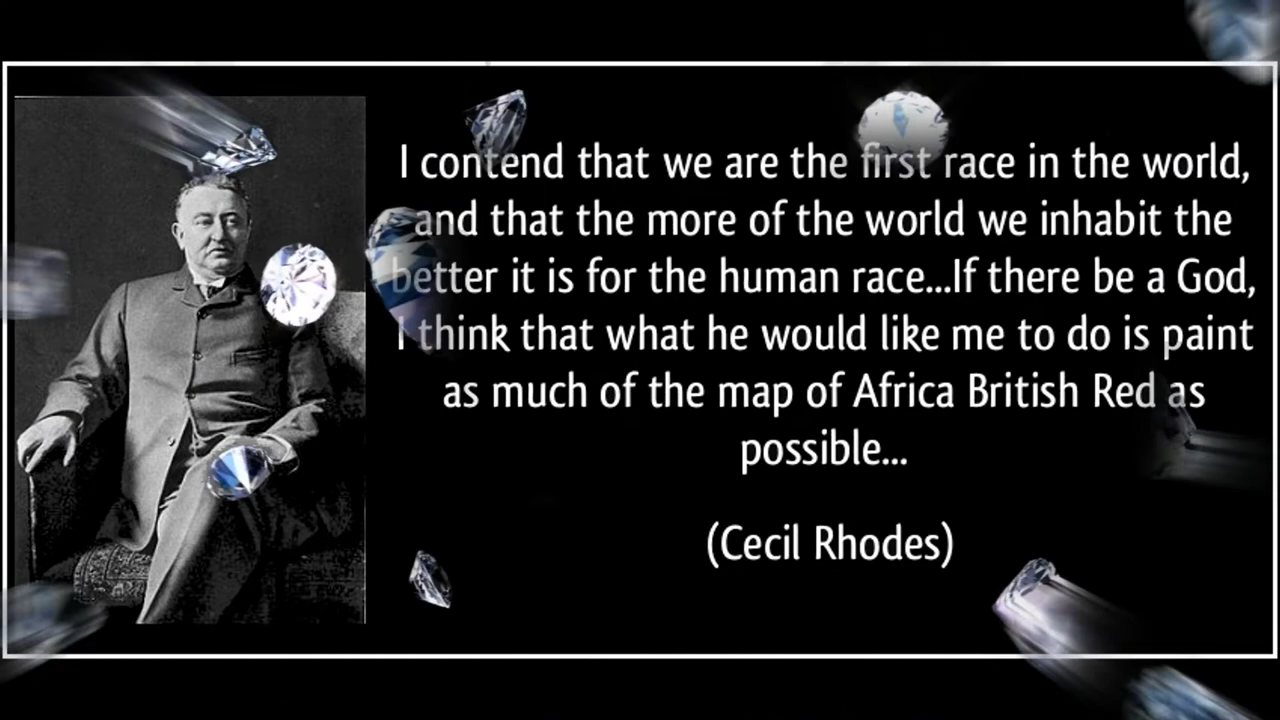 I contend that we are the first race in the world,
and that the more of the world we inhabit the
better it is for the human race...If there be a God,
I think that what he would like me to do is paint
as much of the map of Africa British Red as
possible...
(Cecil Rhodes)